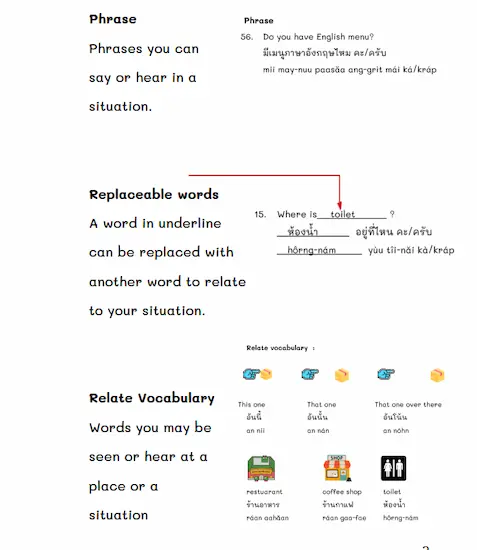 Phrase
Phrases you can
say or hear in a
situation.
Phrase
56. Do you have English menu?
มีเมนูภาษาอังกฤษไหม คะ/ครับ
mii may-nuu paasăa ang-grìt mái ká/kráp
Replaceable words
A word in underline
can be replaced with
another word to relate
to your situation.
15. Where is toilet ?
ห้องน้ำ อยู่ที่ไหน คะ/ครับ
hôrng-nám yùu tîi-năi kà/kráp
Relate Vocabulary
Words you may be
seen or hear at a
place or a
situation
Relate vocabulary :
This one That one That one over there
อันนี้ อันนั้น อันโน้น
an níi an nán an nóhn
SHOP
restuarant coffee shop toilet
ร้านอาหาร ร้านกาแฟ ห้องน้ำ
ráan aahăan ráan gaa-fae hôrng-nám